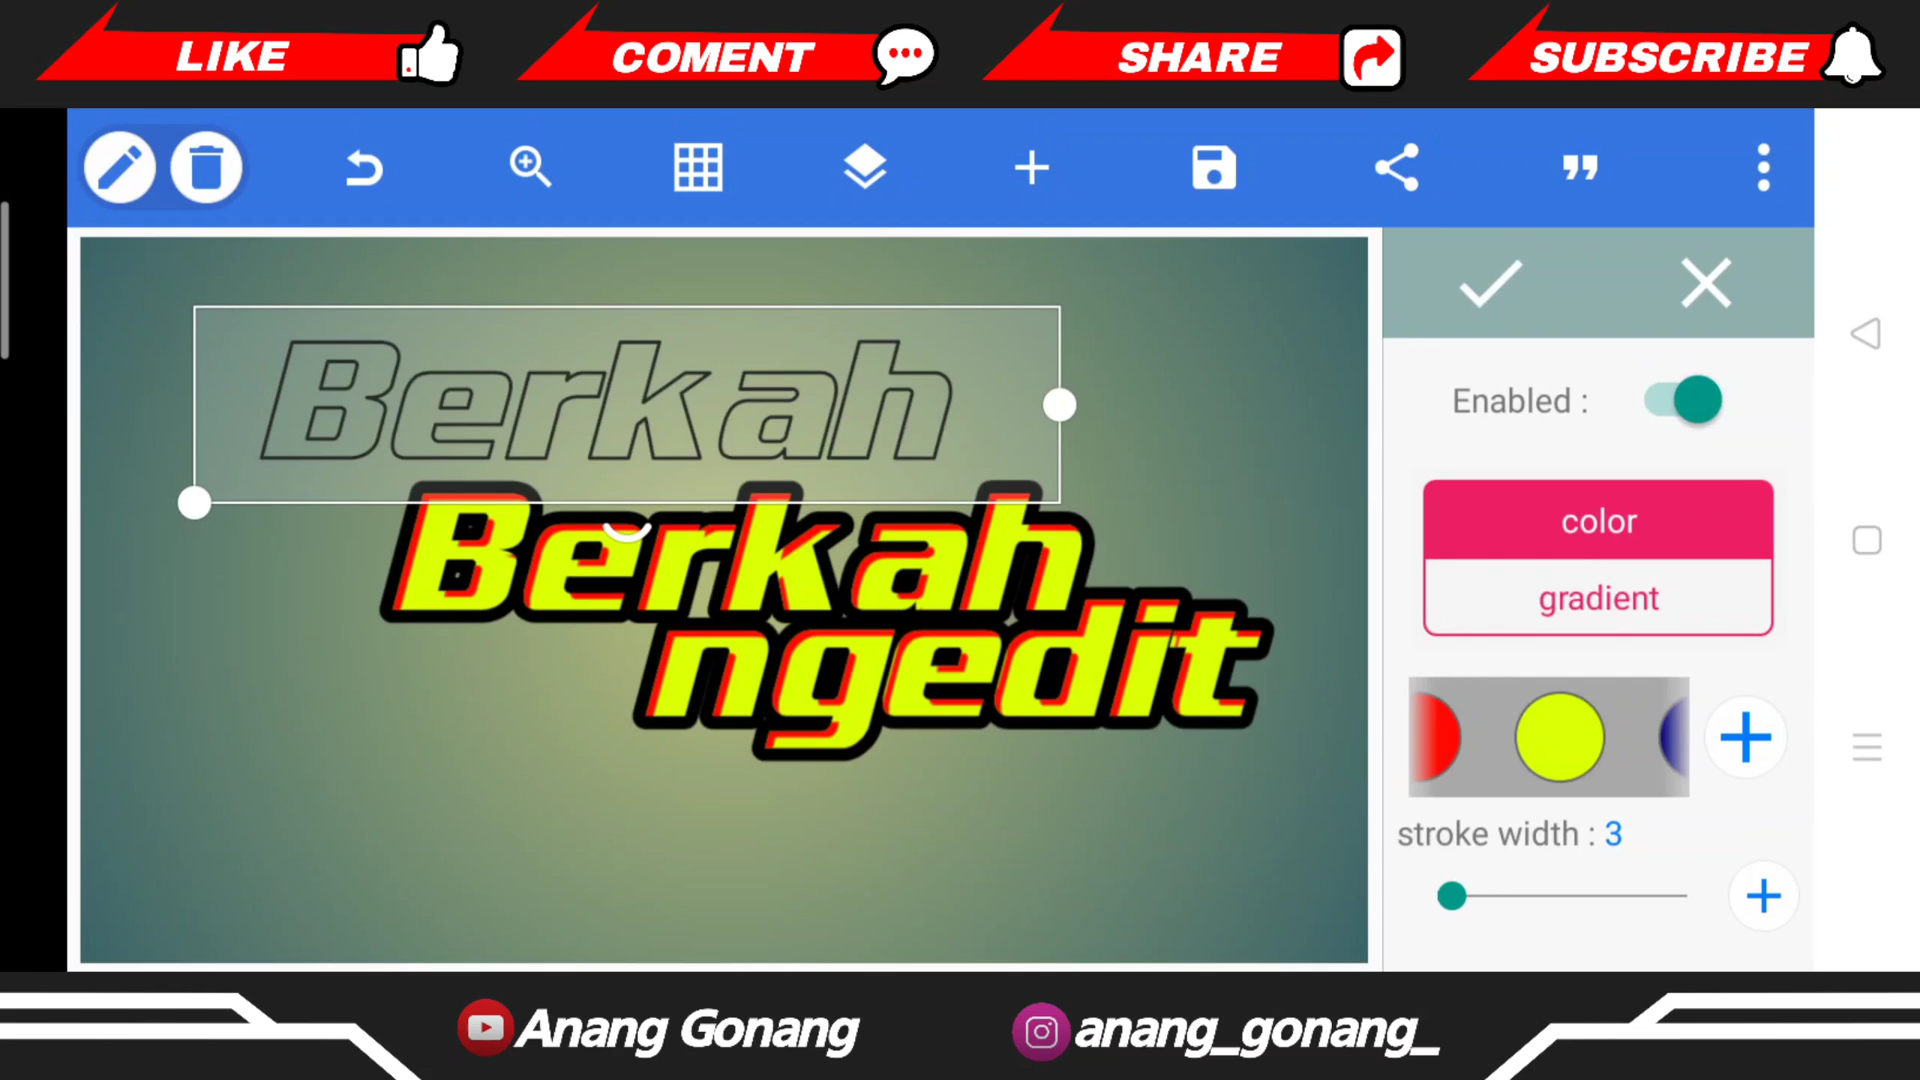 LIKE
COMENT
SHARE
SUBSCRIBE
Berkah
Berkah
ngedit
Enabled :
color
gradient
stroke width : 3
Anang Gonang
anang_gonang_